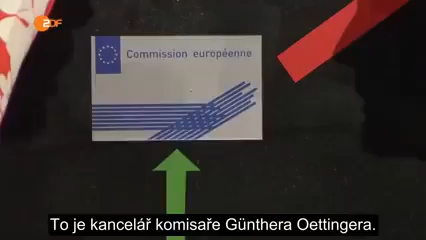 ZDF
Commission européenne
To je kancelář komisaře Günthera Oettingera.